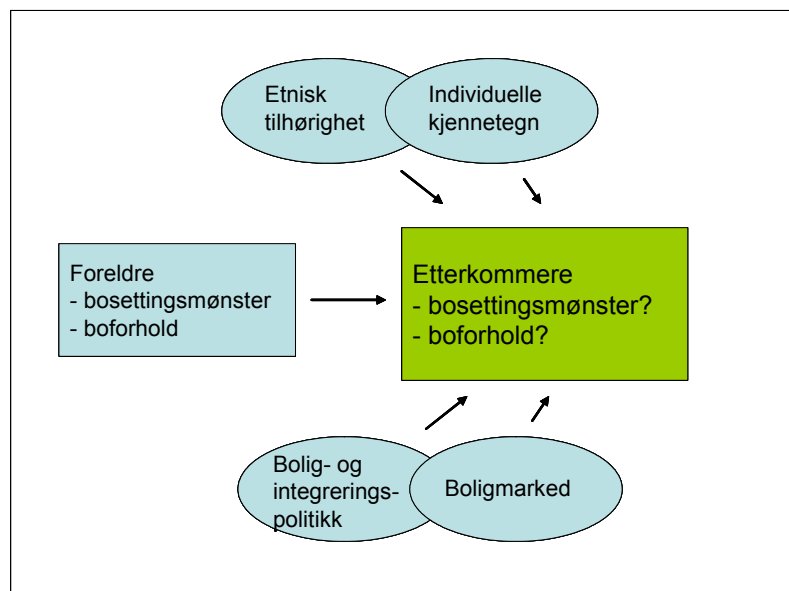 Etnisk
tilhørighet
Individuelle
kjennetegn
Foreldre
- bosettingsmønster
- boforhold
Etterkommere
- bosettingsmønster?
- boforhold?
Bolig- og
integrerings-
politikk
Boligmarked